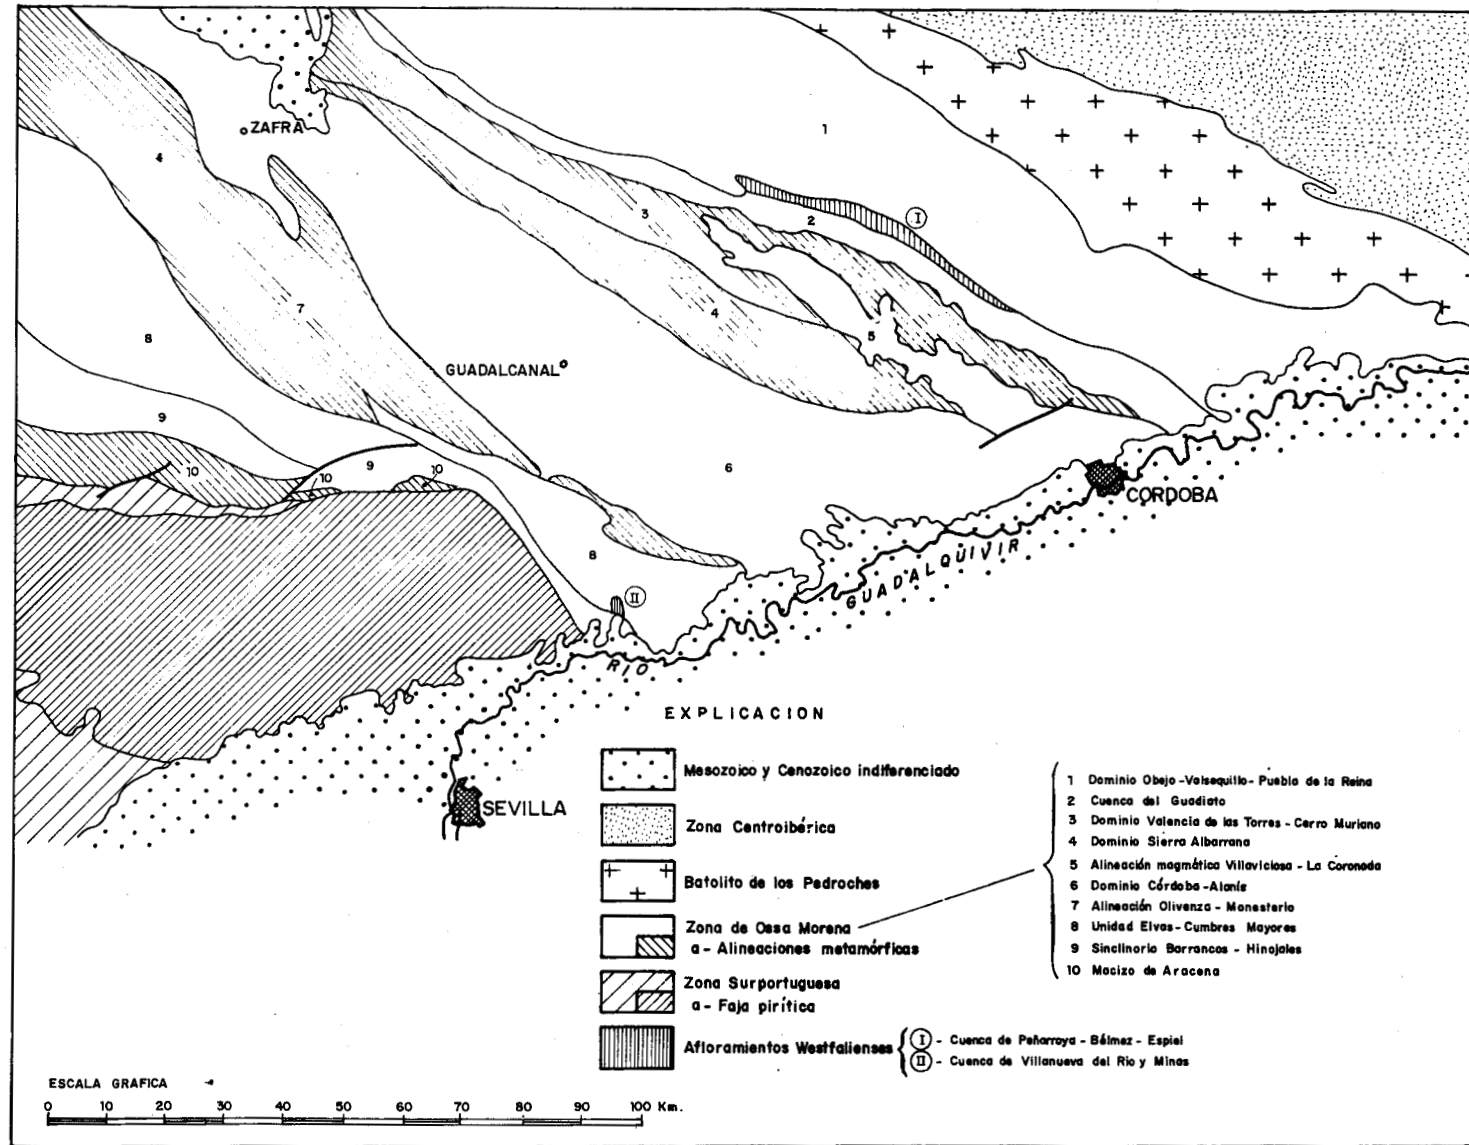 1
ZAFRA
4
3
2
I
7
4
8
5
GUADALCANAL
9
10
9
10
10
6
CORDOBA
8
II
RIO GUADALQUIVIR
SEVILLA
EXPLICACION
Mesozoico y Cenozoico indiferenciado
Zona Centroibérica
Batolito de los Pedroches
Zona de Ossa Morena
a - Alineaciones metamórficas
Zona Surportuguesa
a - Faja pirítica
Afloramientos Westfalienses
1 Dominio Obejo - Valsequillo - Puebla de la Reina
2 Cuenca del Guadiato
3 Dominio Valencia de las Torres - Cerro Muriano
4 Dominio Sierra Albarrana
5 Alineación magmática Villaviciosa - La Coronada
6 Dominio Córdoba - Alanís
7 Alineación Olivenza - Monesterio
8 Unidad Elvas - Cumbres Mayores
9 Sinclinorio Barrancos - Hinojales
10 Macizo de Aracena
I - Cuenca de Peñarroya - Bélmez - Espiel
II - Cuenca de Villanueva del Rio y Minas
ESCALA GRAFICA
0 10 20 30 40 50 60 70 80 90 100 Km.